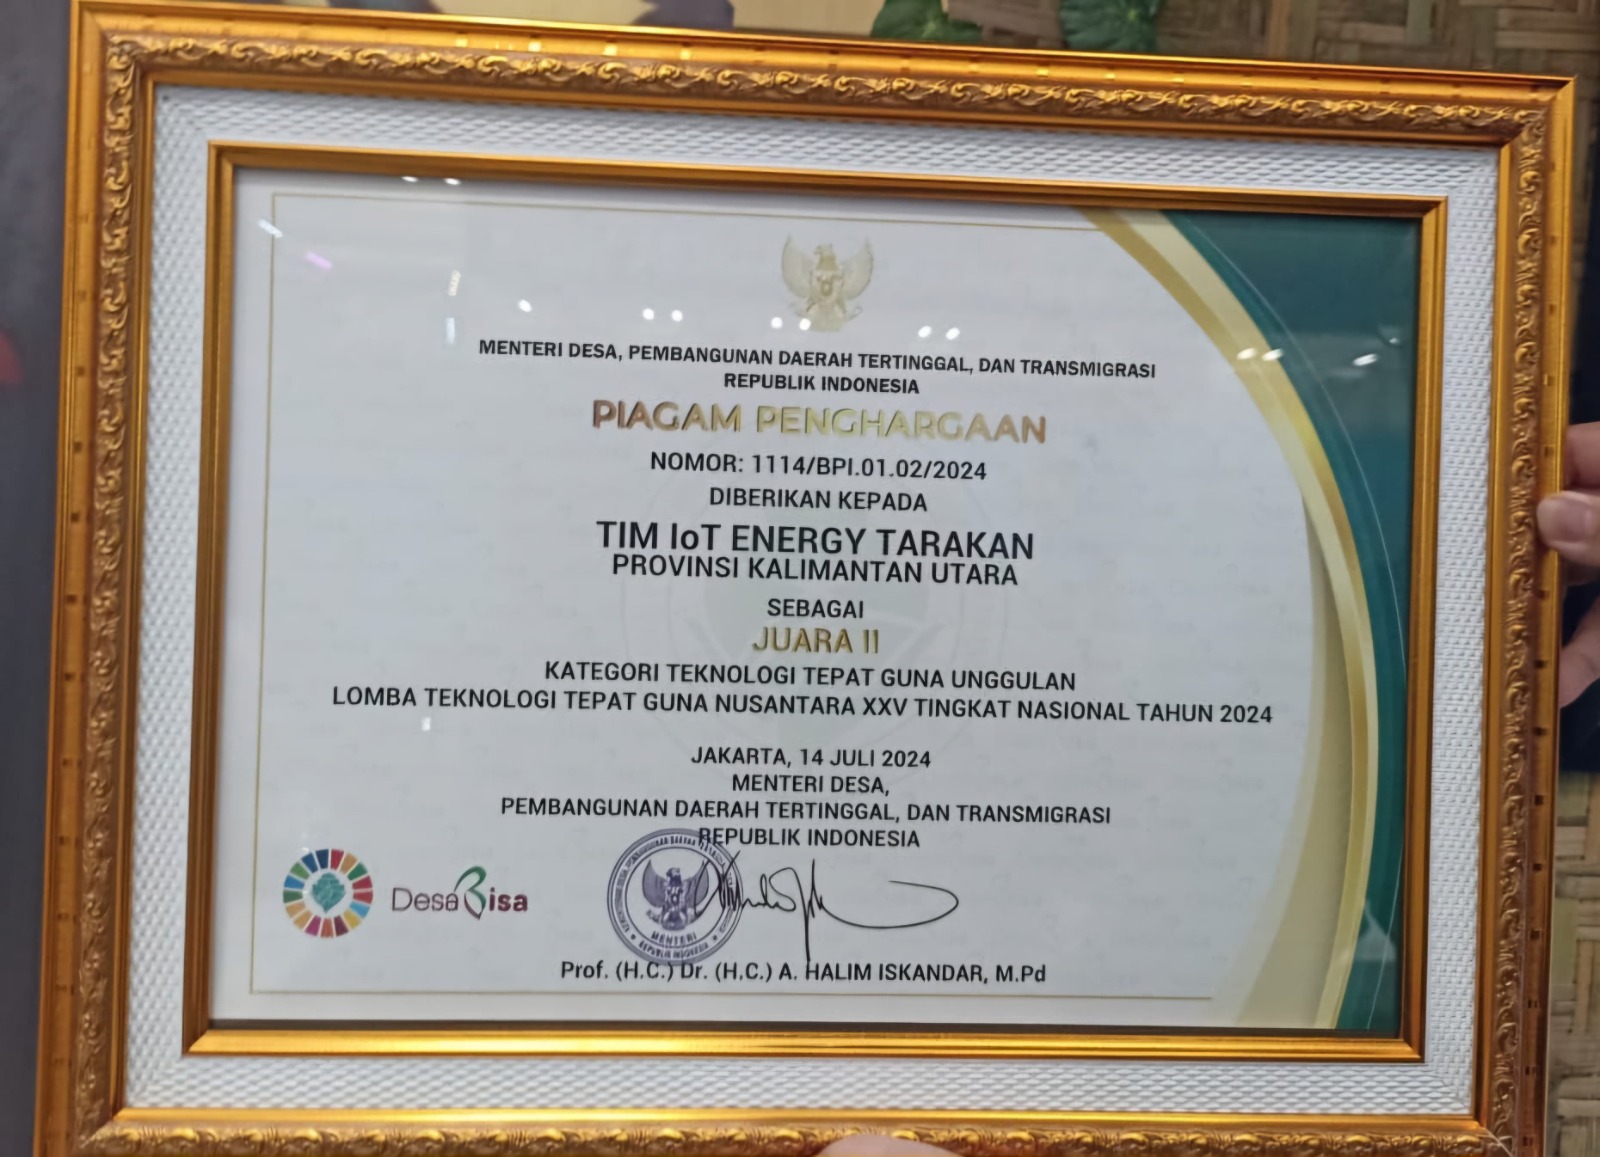 MENTERI DESA, PEMBANGUNAN DAERAH TERTINGGAL, DAN TRANSMIGRASI
REPUBLIK INDONESIA
PIAGAM PENGHARGAAN
NOMOR: 1114/BPI.01.02/2024
DIBERIKAN KEPADA
TIM IoT ENERGY TARAKAN
PROVINSI KALIMANTAN UTARA
SEBAGAI
JUARA II
KATEGORI TEKNOLOGI TEPAT GUNA UNGGULAN
LOMBA TEKNOLOGI TEPAT GUNA NUSANTARA XXV TINGKAT NASIONAL TAHUN 2024
JAKARTA, 14 JULI 2024
MENTERI DESA,
PEMBANGUNAN DAERAH TERTINGGAL, DAN TRANSMIGRASI
REPUBLIK INDONESIA
DesaBisa
MENTERI
REPUBLIK INDONESIA
Prof. (H.C.) Dr. (H.C.) A. HALIM ISKANDAR, M.Pd